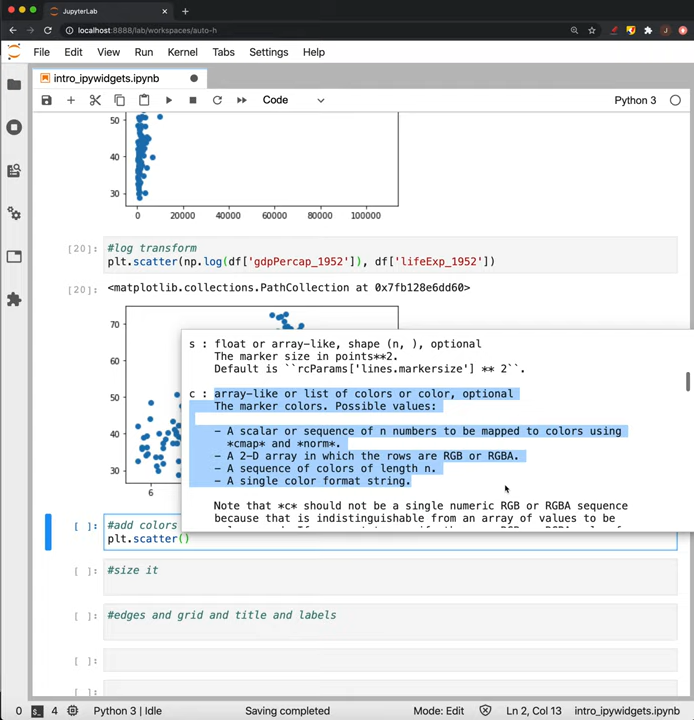 JupyterLab
localhost:8888/lab/workspaces/auto-h
File Edit View Run Kernel Tabs Settings Help
intro_ipywidgets.ipynb
Code Python 3
50
40
30
0 20000 40000 60000 80000 100000
[20]: #log transform
plt.scatter(np.log(df['gdpPercap_1952']), df['lifeExp_1952'])
[20]: <matplotlib.collections.PathCollection at 0x7fb128e6dd60>
70
60
50
40
30
6
s : float or array-like, shape (n, ), optional
The marker size in points**2.
Default is ``rcParams['lines.markersize'] ** 2``.
c : array-like or list of colors or color, optional
The marker colors. Possible values:
- A scalar or sequence of n numbers to be mapped to colors using
*cmap* and *norm*.
- A 2-D array in which the rows are RGB or RGBA.
- A sequence of colors of length n.
- A single color format string.
Note that *c* should not be a single numeric RGB or RGBA sequence
because that is indistinguishable from an array of values to be
[ ]: #add colors
plt.scatter()
[ ]: #size it
[ ]: #edges and grid and title and labels
[ ]:
[ ]:
0 4 Python 3 | Idle Saving completed Mode: Edit Ln 2, Col 13 intro_ipywidgets.ipynb